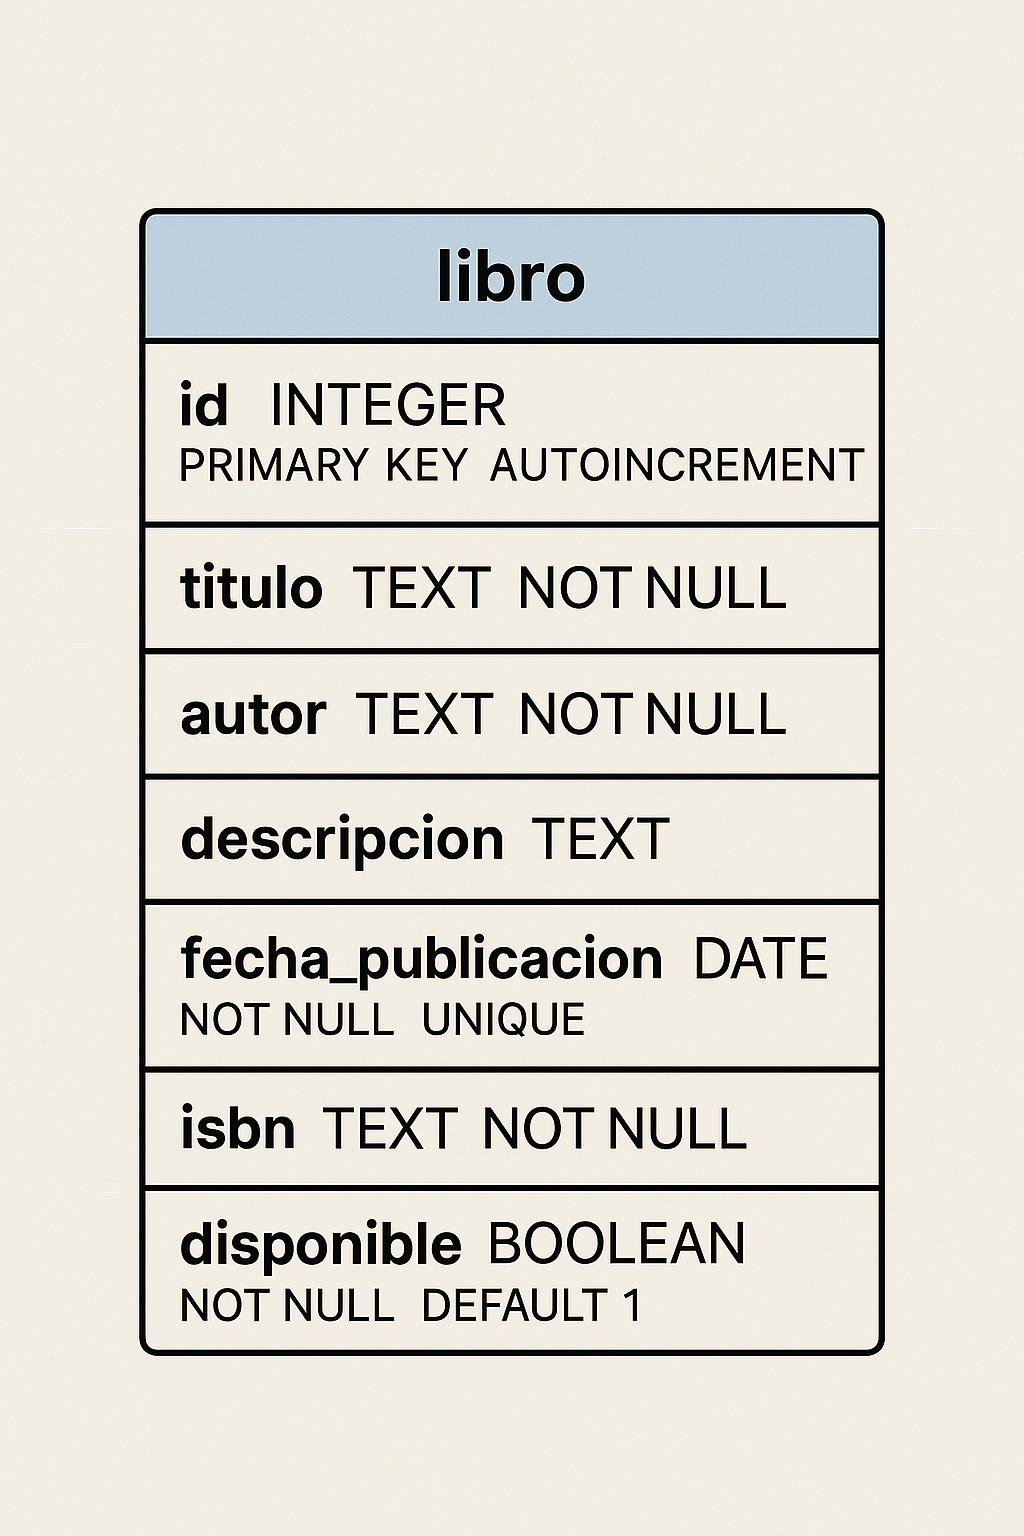 libro
id INTEGER
PRIMARY KEY AUTOINCREMENT
titulo TEXT NOT NULL
autor TEXT NOT NULL
descripcion TEXT
fecha_publicacion DATE
NOT NULL UNIQUE
isbn TEXT NOT NULL
disponible BOOLEAN
NOT NULL DEFAULT 1